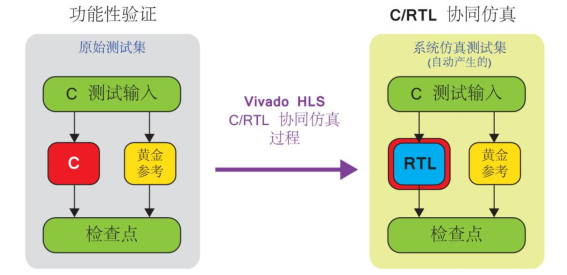 功能性验证
原始测试集
C 测试输入
C
黄金
参考
检查点
Vivado HLS
C/RTL 协同仿真
过程
C/RTL 协同仿真
系统仿真测试集
(自动产生的)
C 测试输入
RTL
黄金
参考
检查点